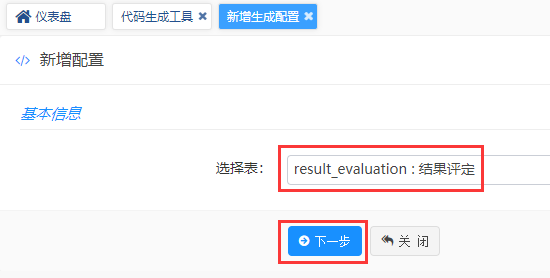 仪表盘 代码生成工具 新增生成配置
新增配置
基本信息
选择表: result_evaluation : 结果评定
下一步 关 闭